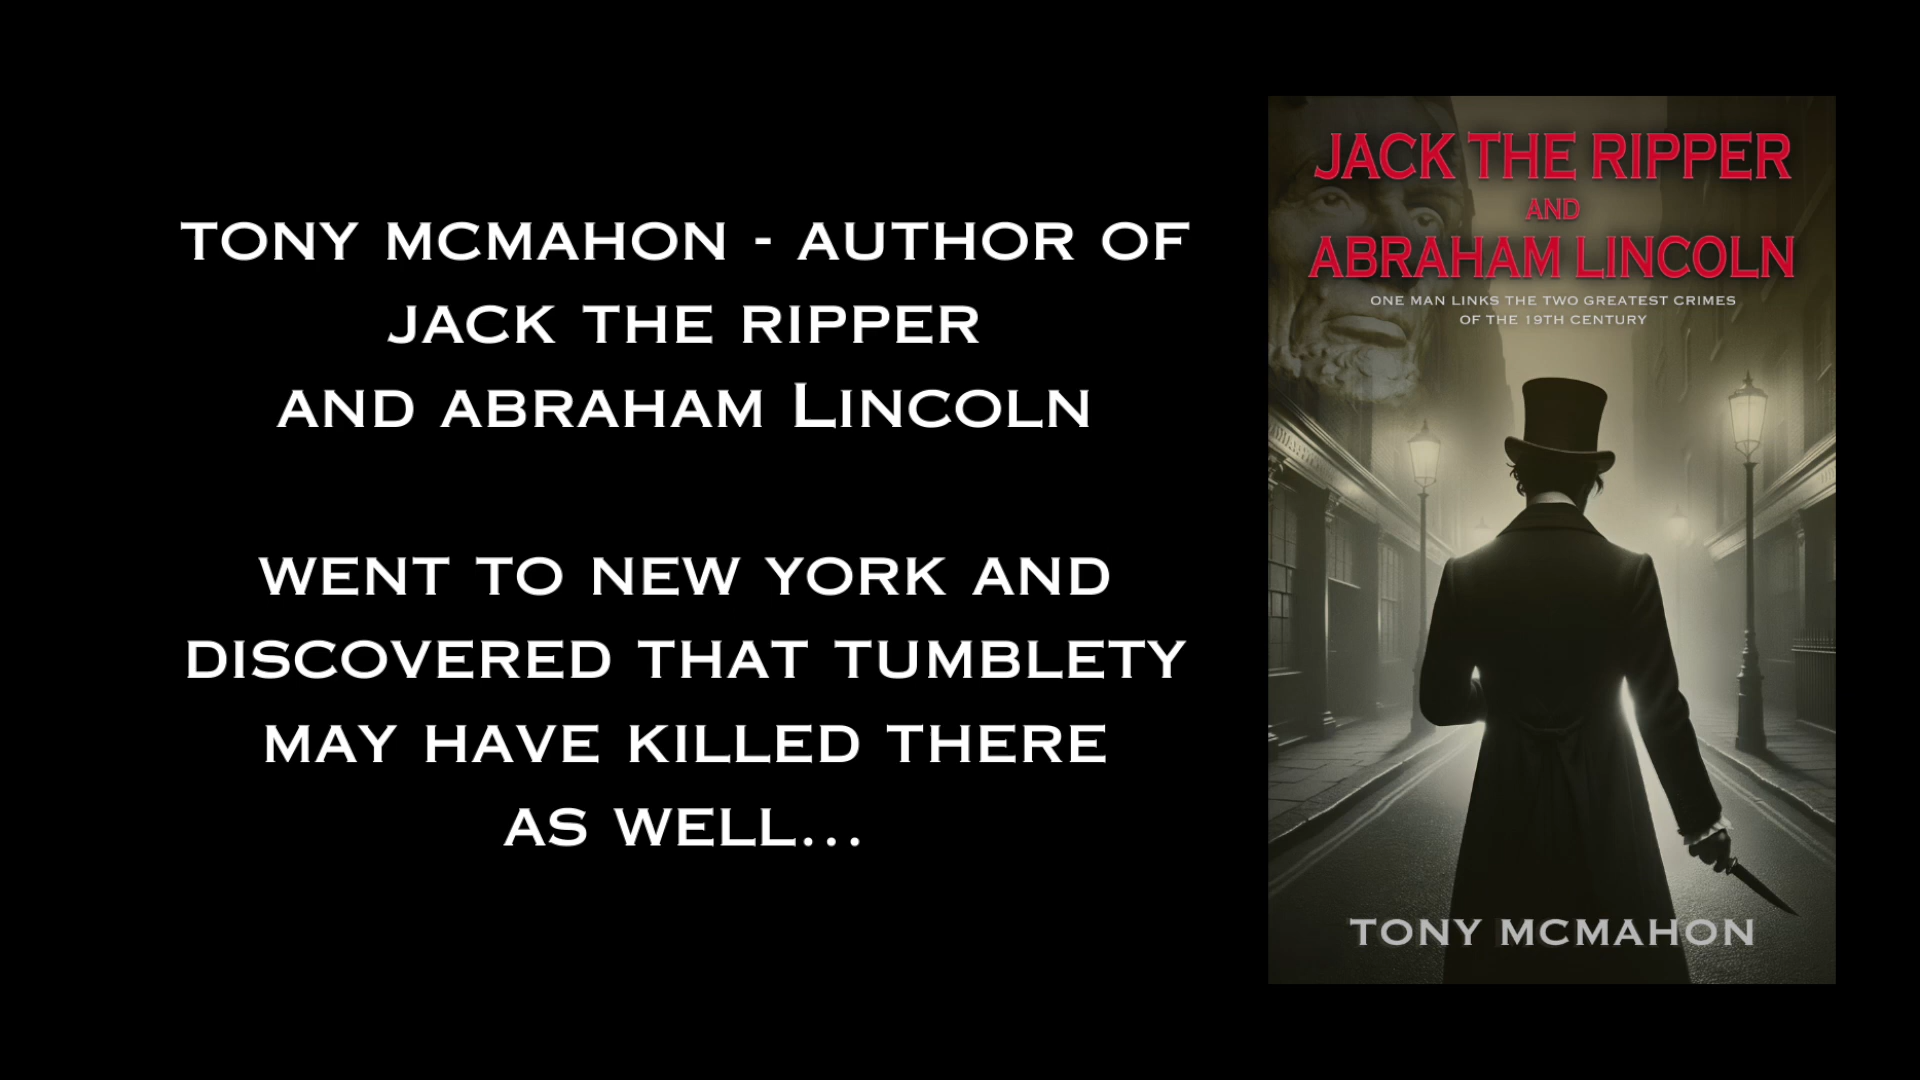 TONY MCMAHON - AUTHOR OF
JACK THE RIPPER
AND ABRAHAM LINCOLN
WENT TO NEW YORK AND
DISCOVERED THAT TUMBLETY
MAY HAVE KILLED THERE
AS WELL...
JACK THE RIPPER
AND
ABRAHAM LINCOLN
ONE MAN LINKS THE TWO GREATEST CRIMES
OF THE 19TH CENTURY
TONY MCMAHON